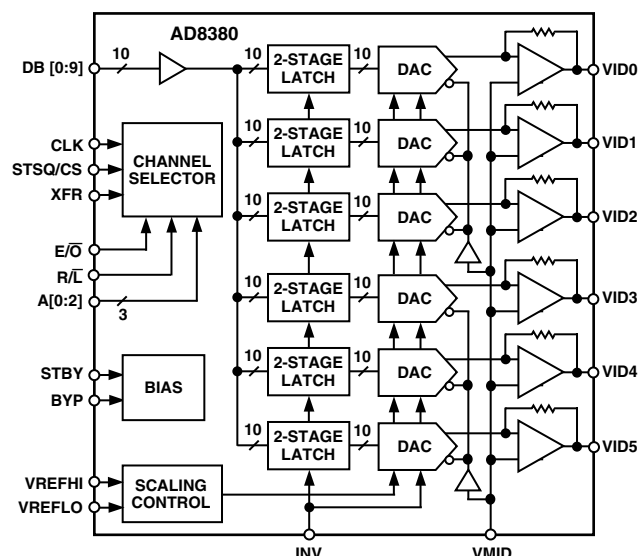 AD8380
DB [0:9]
10
10
2-STAGE
LATCH
10
DAC
VID0
CLK
STSQ/CS
XFR
CHANNEL
SELECTOR
10
2-STAGE
LATCH
10
DAC
VID1
10
2-STAGE
LATCH
10
DAC
VID2
E/O̅
R/L̅
A[0:2]
3
10
2-STAGE
LATCH
10
DAC
VID3
STBY
BYP
BIAS
10
2-STAGE
LATCH
10
DAC
VID4
10
2-STAGE
LATCH
10
DAC
VID5
VREFHI
VREFLO
SCALING
CONTROL
INV
VMID